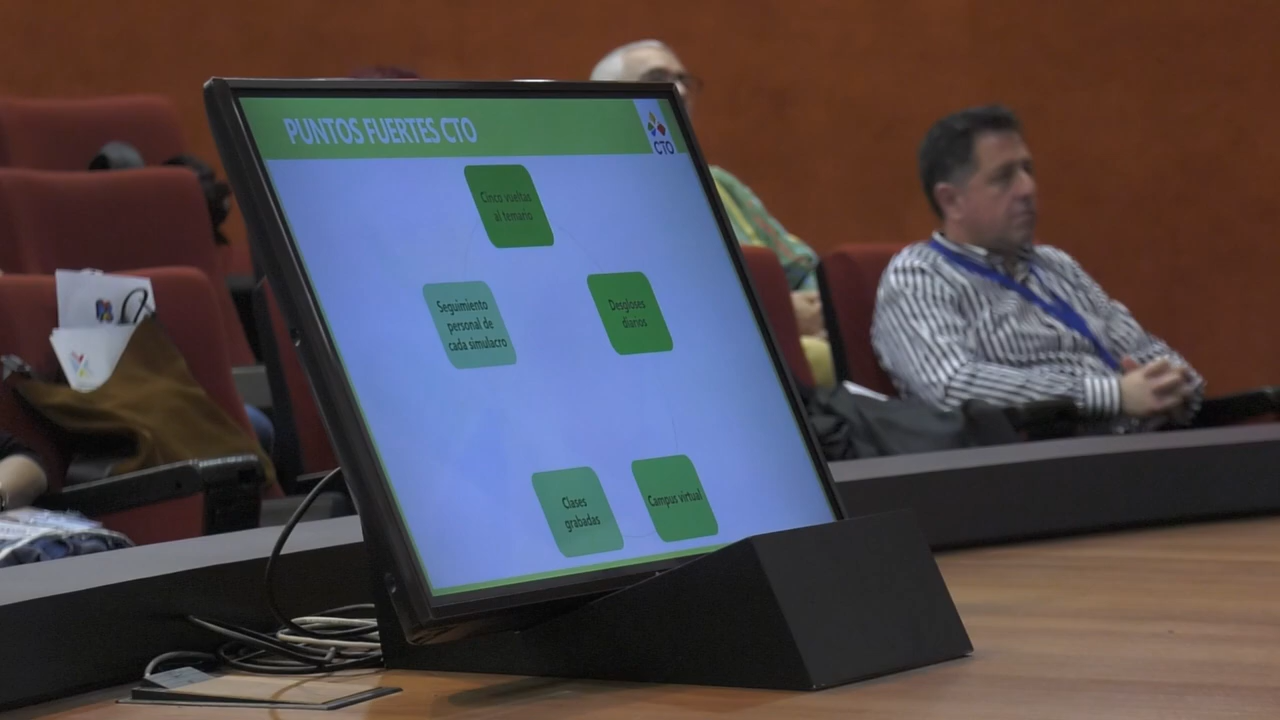 PUNTOS FUERTES CTO
CTO
Cinco vueltas
al temario
Seguimiento
personal de
cada simulacro
Desgloses
diarios
Clases
grabadas
Campus virtual